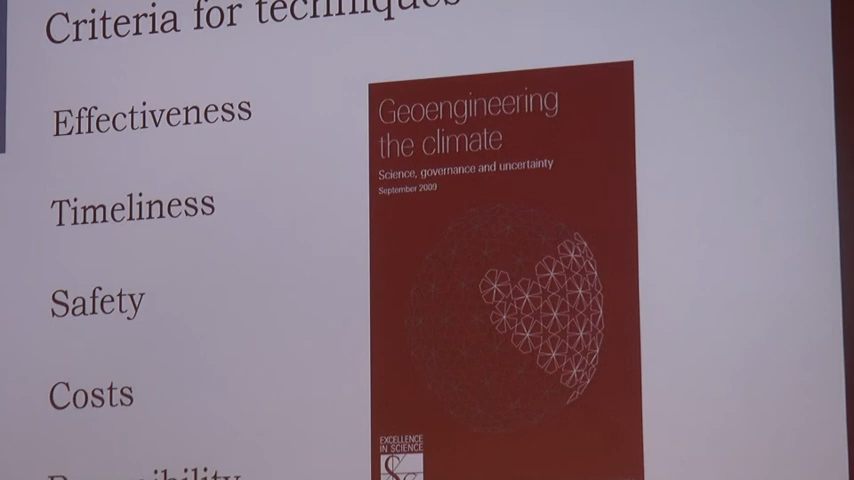 Criteria for techniques
Effectiveness
Timeliness
Safety
Costs
Geoengineering
the climate
Science, governance and uncertainty
September 2009
EXCELLENCE
IN SCIENCE